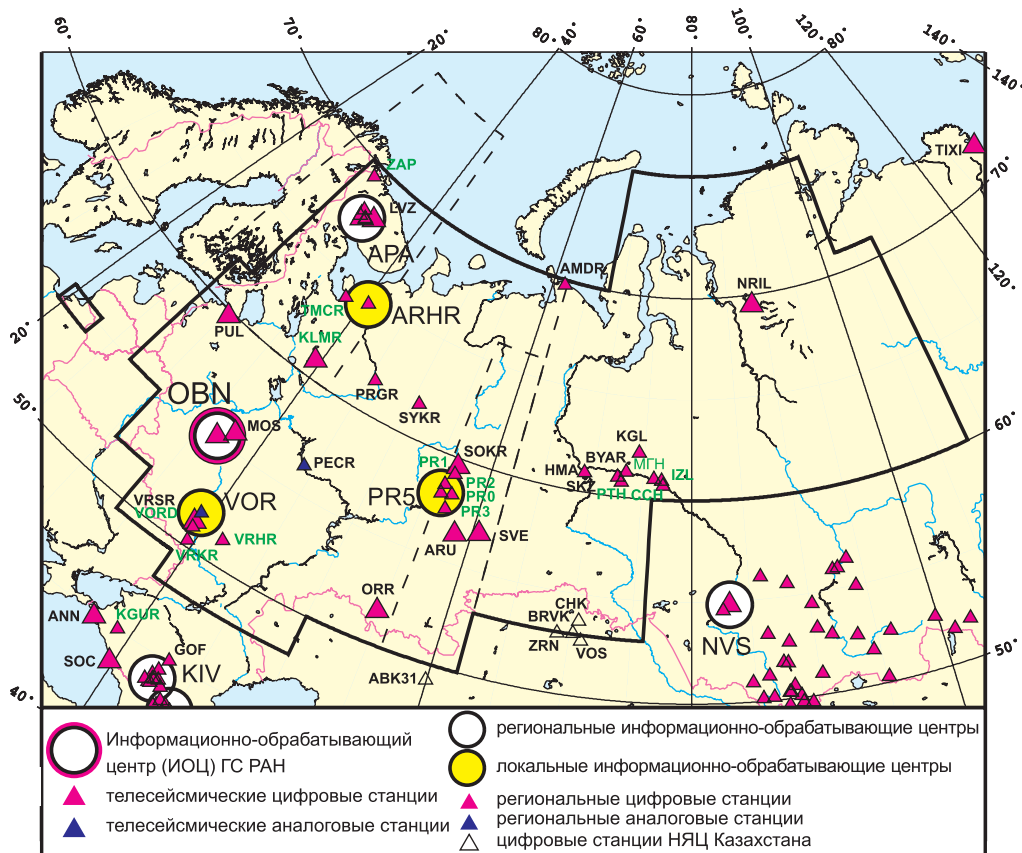 60°
70°
20°
80°
40°
60°
80°
100°
120°
80°
140°
140°
TIXI
70°
ZAP
LVZ
APA
AMDR
NRIL
120°
TMCR
ARHR
PUL
KLMR
20°
PRGR
SYKR
OBN
MOS
50°
60°
PECR
SOKR
PR1
KGL
BYAR
МГН
HMA
IZL
SKZ
PTH
CCH
PR2
PR0
PR5
PR3
VRSR
VOR
VORD
VRHR
VRKR
ARU
SVE
ORR
CHK
BRVK
ZRN
VOS
NVS
50°
ANN
KGUR
GOF
SOC
KIV
ABK31
40°
Информационно-обрабатывающий
центр (ИОЦ) ГС РАН
телесейсмические цифровые станции
телесейсмические аналоговые станции
региональные информационно-обрабатывающие центры
локальные информационно-обрабатывающие центры
региональные цифровые станции
региональные аналоговые станции
цифровые станции НЯЦ Казахстана